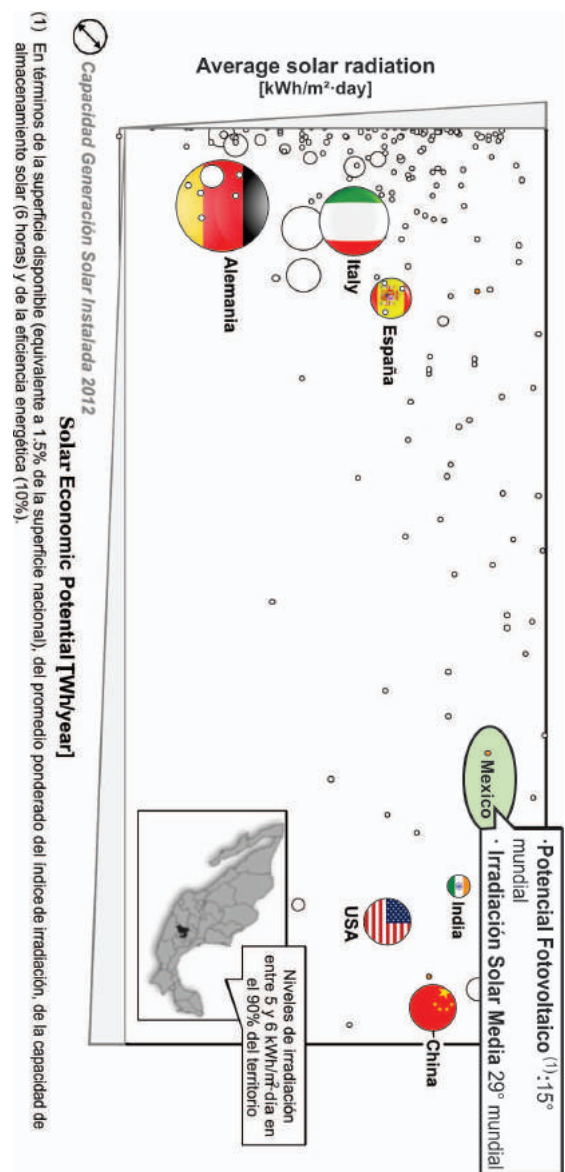 Average solar radiation
[kWh/m²·day]
·Potencial Fotovoltaico (1):15°
mundial
· Irradiación Solar Media 29° mundial
Mexico
India
China
USA
España
Italy
Alemania
Niveles de irradiación
entre 5 y 6 kWh/m²·día en
el 90% del territorio
Solar Economic Potential [TWh/year]
Capacidad Generación Solar Instalada 2012
(1) En términos de la superficie disponible (equivalente a 1.5% de la superficie nacional), del promedio ponderado del índice de irradiación, de la capacidad de
almacenamiento solar (6 horas) y de la eficiencia energética (10%).